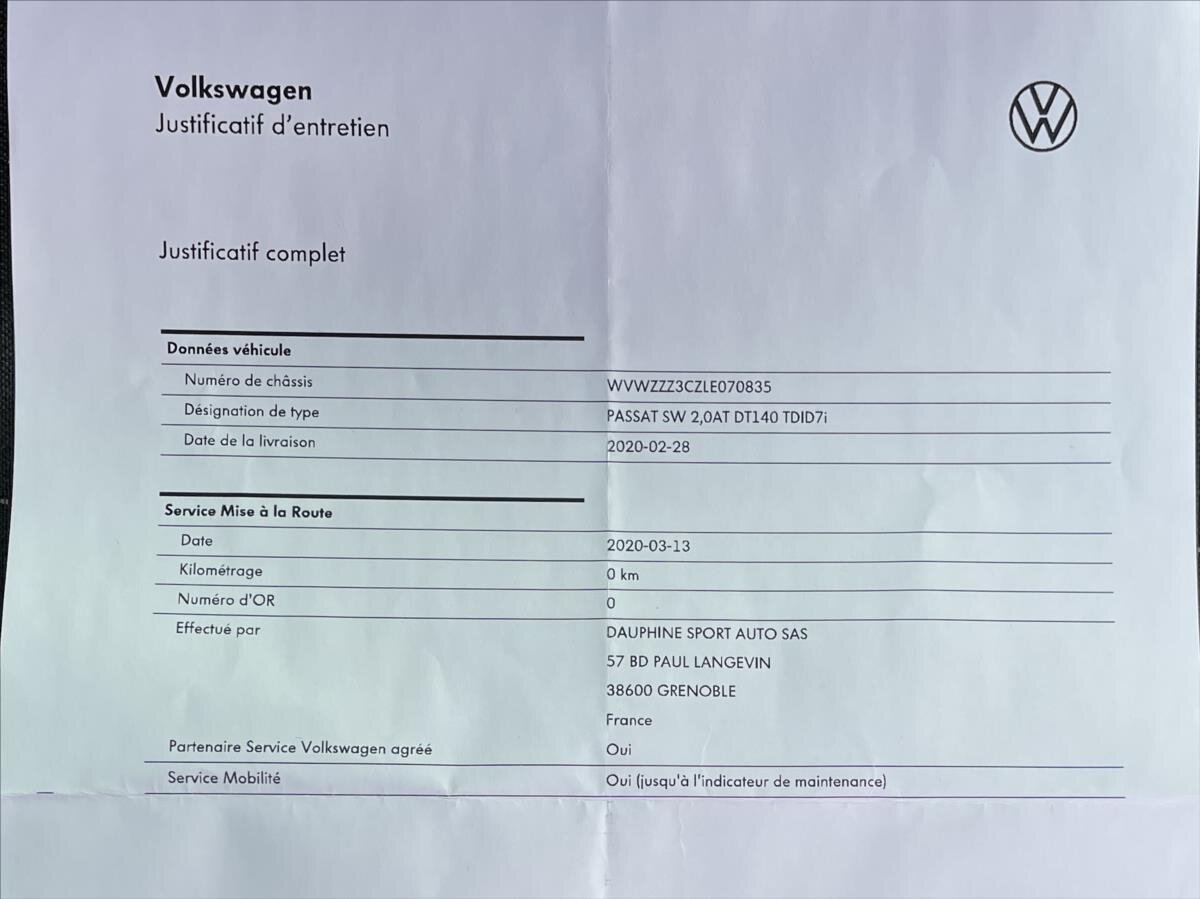 Volkswagen
Justificatif d'entretien
Justificatif complet
Données véhicule
Numéro de châssis WVWZZZ3CZLE070835
Désignation de type PASSAT SW 2,0AT DT140 TDID7i
Date de la livraison 2020-02-28
Service Mise à la Route
Date 2020-03-13
Kilométrage 0 km
Numéro d'OR 0
Effectué par DAUPHINE SPORT AUTO SAS
57 BD PAUL LANGEVIN
38600 GRENOBLE
France
Partenaire Service Volkswagen agréé Oui
Service Mobilité Oui (jusqu'à l'indicateur de maintenance)